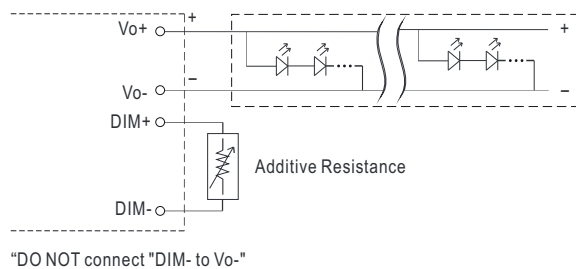 Vo+
+
+
−
−
Vo-
DIM+
Additive Resistance
DIM-
“DO NOT connect "DIM- to Vo-"